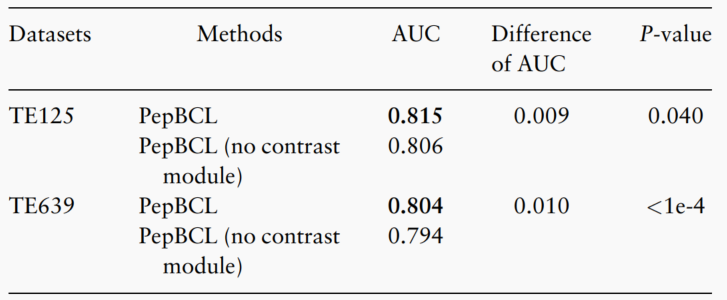 Datasets Methods AUC Difference of AUC P-value
TE125 PepBCL 0.815 0.009 0.040
PepBCL (no contrast module) 0.806
TE639 PepBCL 0.804 0.010 <1e-4
PepBCL (no contrast module) 0.794